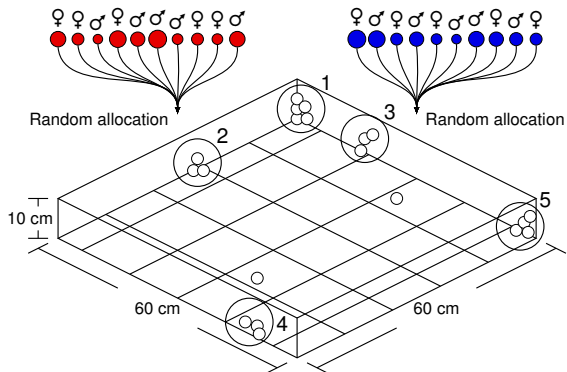 ♀ ♀ ♂ ♀ ♂ ♂ ♂ ♀ ♀ ♂
♀ ♂ ♀ ♂ ♀ ♂ ♂ ♀ ♂ ♀
Random allocation
Random allocation
1
2
3
4
5
10 cm
60 cm
60 cm